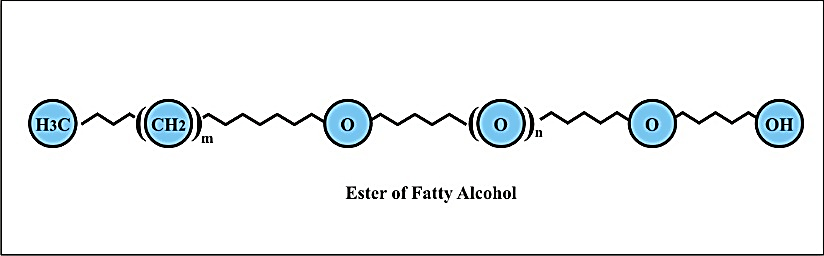 H3C (CH2)m O (O)n O OH
Ester of Fatty Alcohol